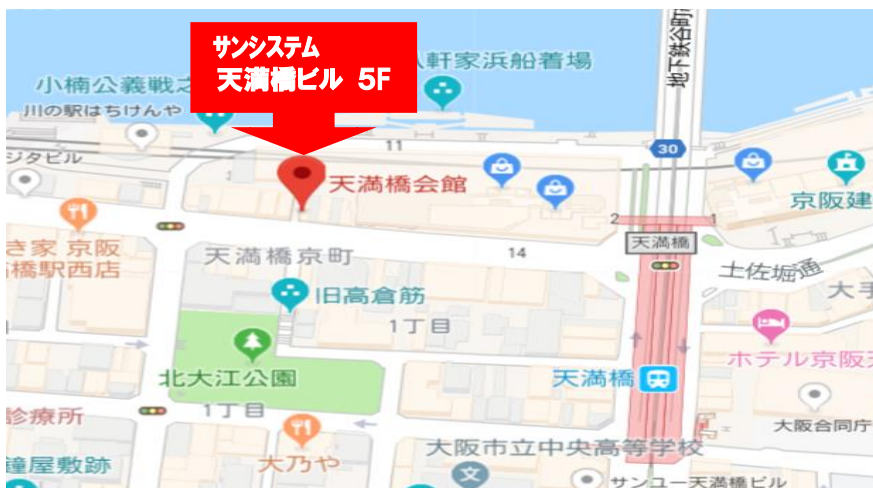 サンシステム
天満橋ビル 5F
軒家浜船着場
小楠公義戦之
川の駅はちけんや
地下鉄谷町
11
30
ジタビル
天満橋会館
京阪建
2
1
天満橋
き家 京阪
橋駅西店
天満橋京町
14
土佐堀通
大手
旧高倉筋
1丁目
ホテル京阪天
天満橋
北大江公園
1丁目
診療所
大阪合同庁
大阪市立中央高等学校
鐘屋敷跡
大乃や
文
サンユー天満橋ビル